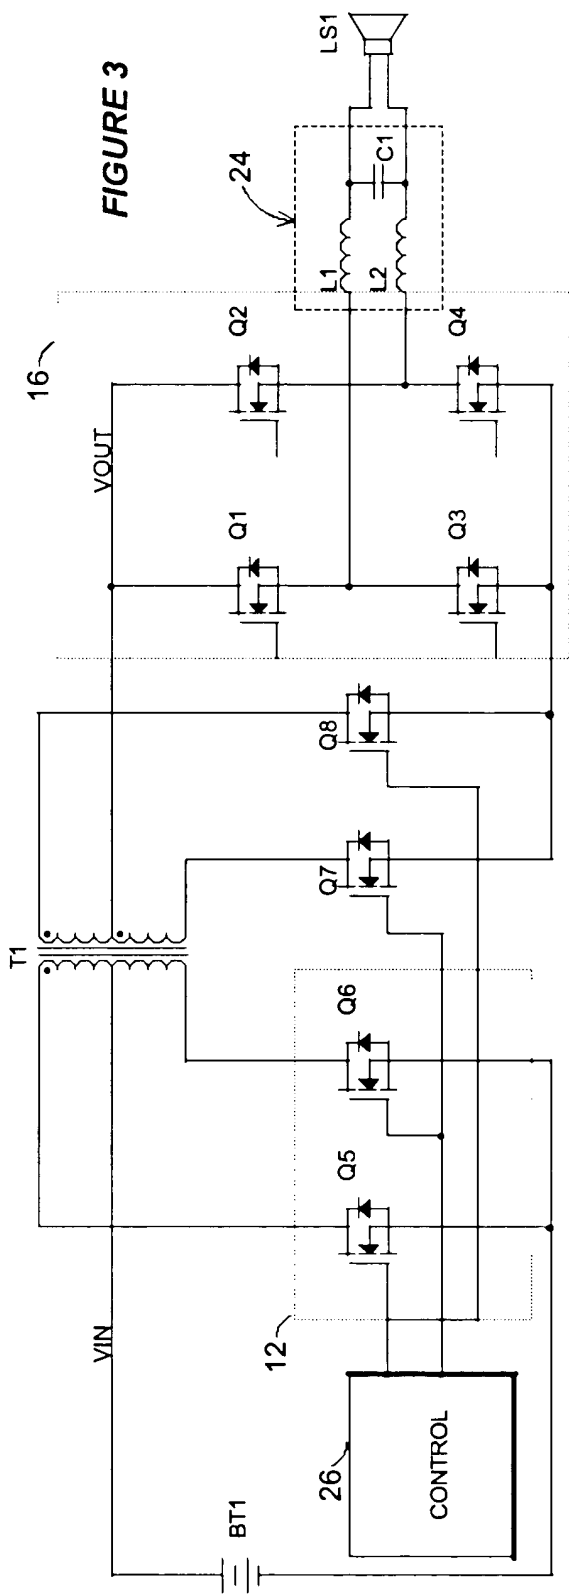 FIGURE 3
BT1
VIN
T1
VOUT
16
24
LS1
L1
L2
C1
Q1
Q2
Q3
Q4
Q5
Q6
Q7
Q8
12
26
CONTROL